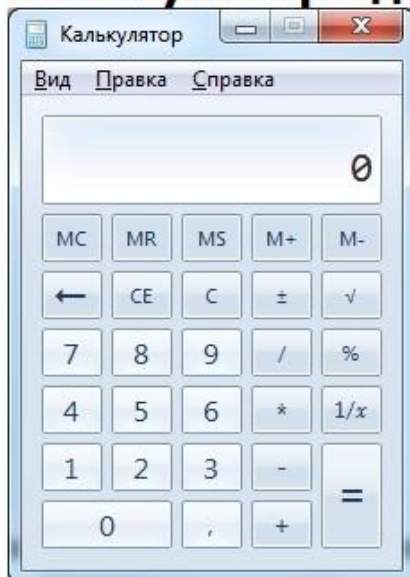 Калькулятор
Вид Правка Справка
0
MC MR MS M+ M-
← CE C ± √
7 8 9 / %
4 5 6 * 1/x
1 2 3 - =
0 , +